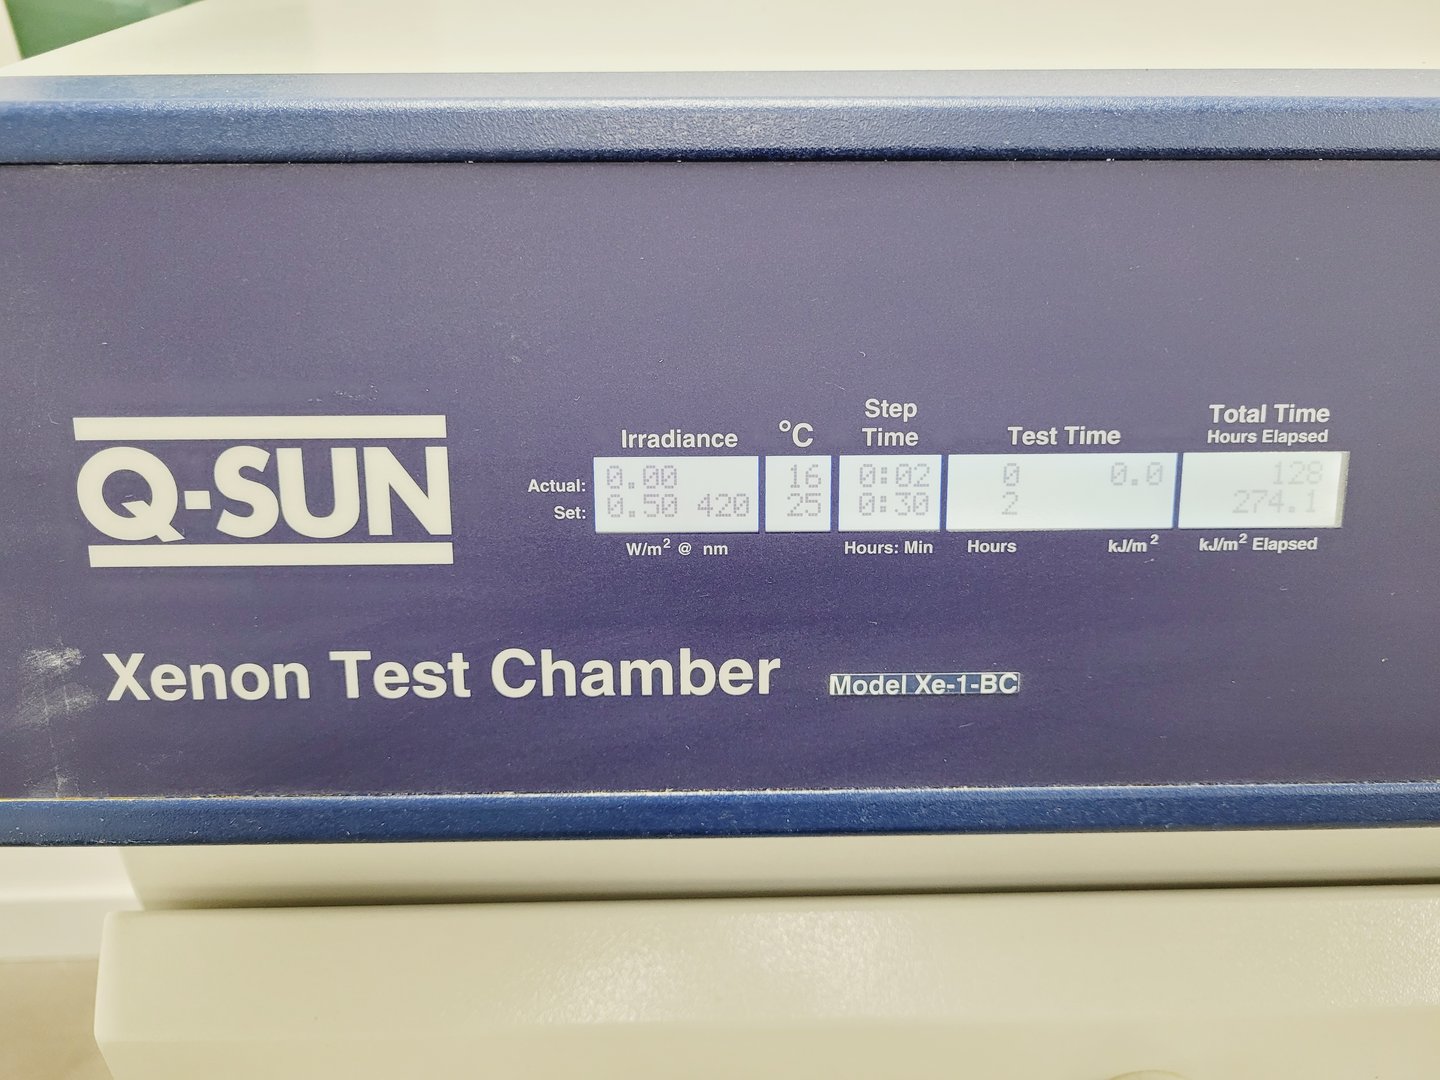 Q-SUN
Step
Time
Total Time
Hours Elapsed
Irradiance °C Test Time
Actual: 0.00 16 0:02 0 0.0 128
Set: 0.50 420 25 0:30 2 274.1
W/m² @ nm Hours: Min Hours kJ/m² kJ/m² Elapsed
Xenon Test Chamber Model Xe-1-BC